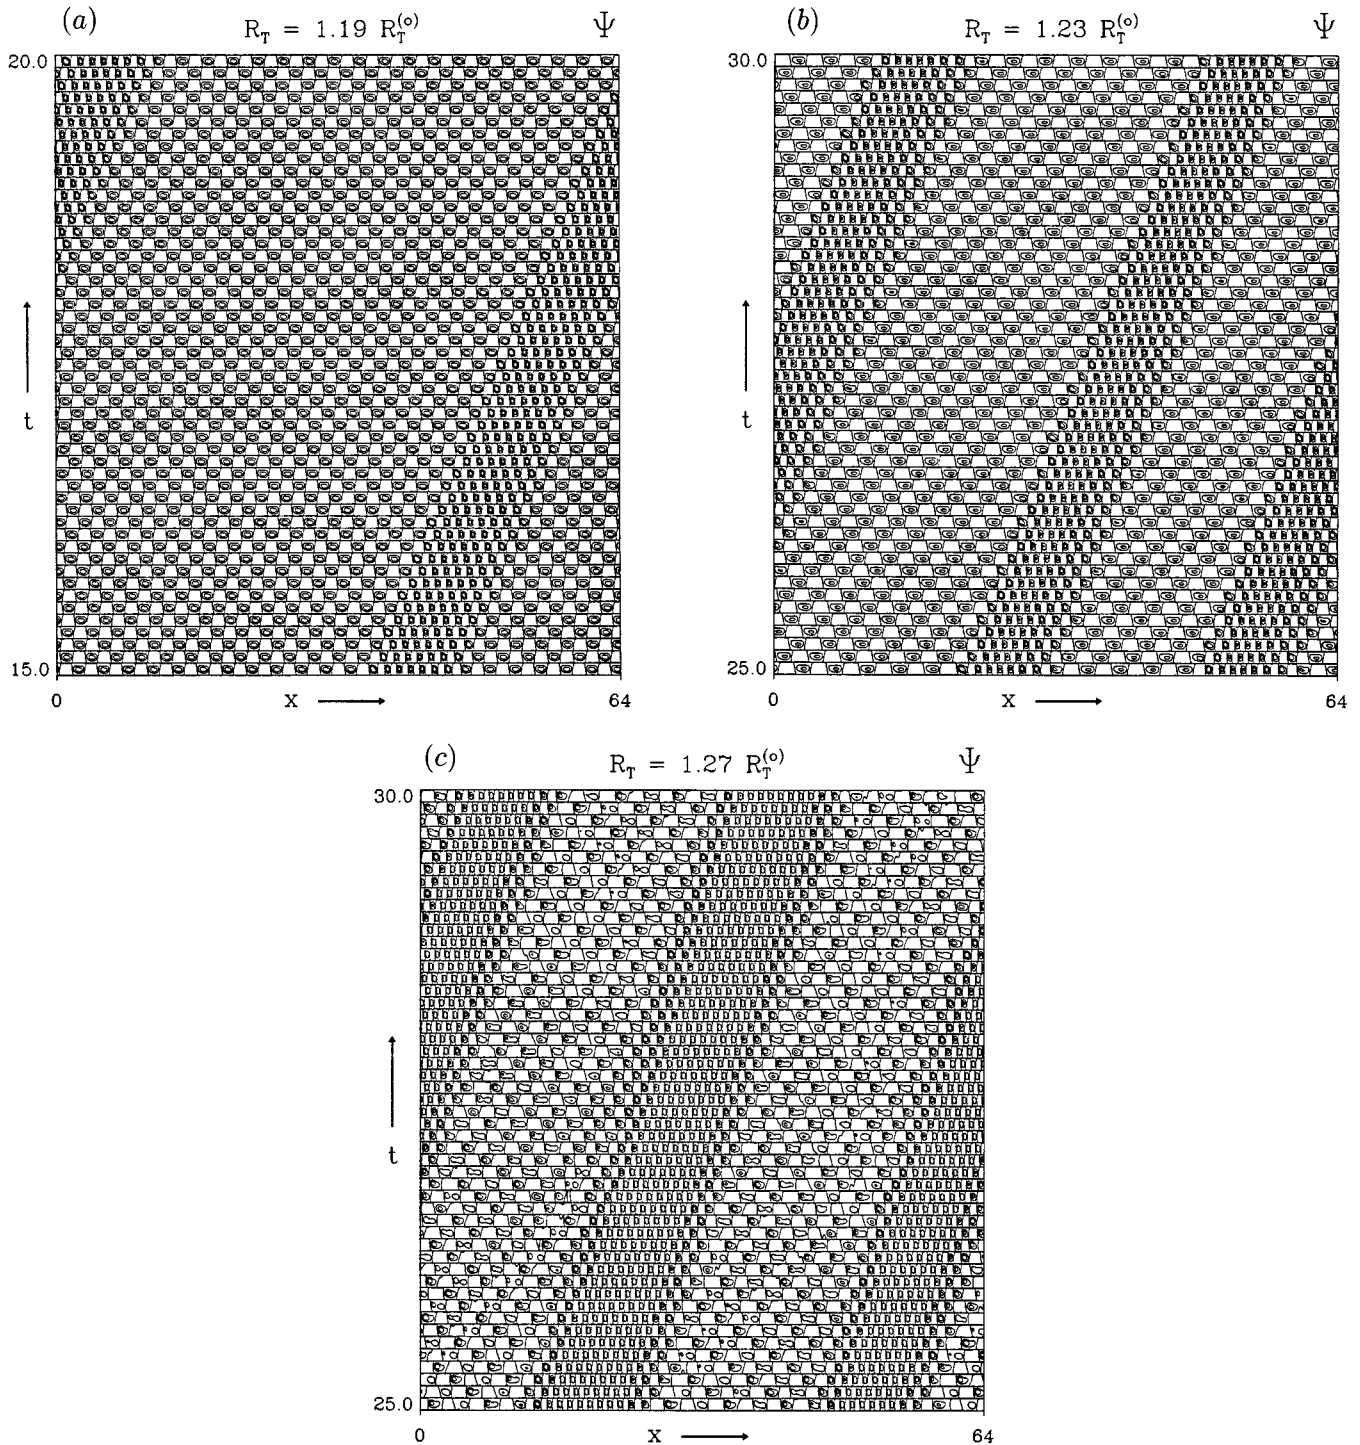 (a) R_T = 1.19 R_T^(o) Ψ
20.0
t
15.0
0 x 64
(b) R_T = 1.23 R_T^(o) Ψ
30.0
t
25.0
0 x 64
(c) R_T = 1.27 R_T^(o) Ψ
30.0
t
25.0
0 x 64